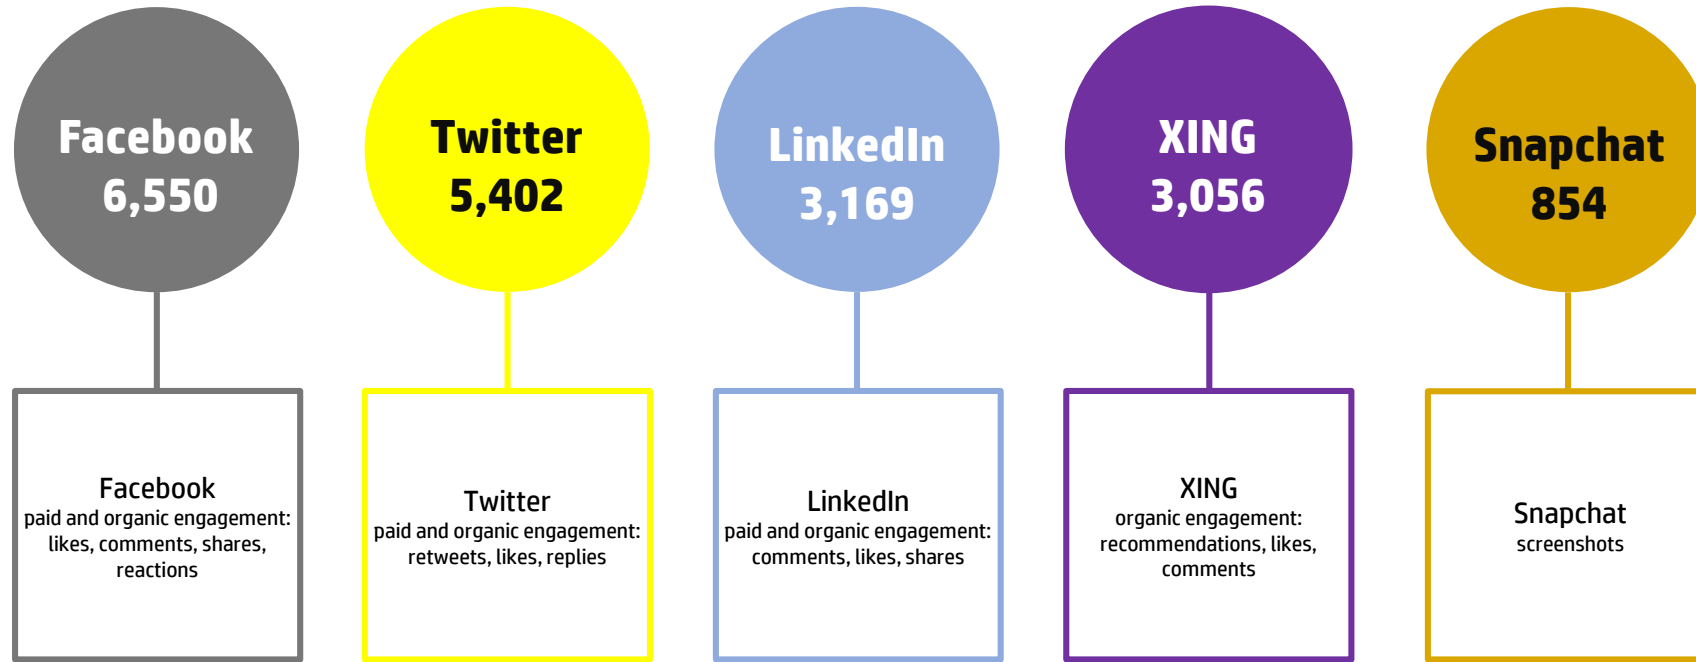 Facebook
6,550
Twitter
5,402
LinkedIn
3,169
XING
3,056
Snapchat
854
Facebook
paid and organic engagement:
likes, comments, shares,
reactions
Twitter
paid and organic engagement:
retweets, likes, replies
LinkedIn
paid and organic engagement:
comments, likes, shares
XING
organic engagement:
recommendations, likes,
comments
Snapchat
screenshots